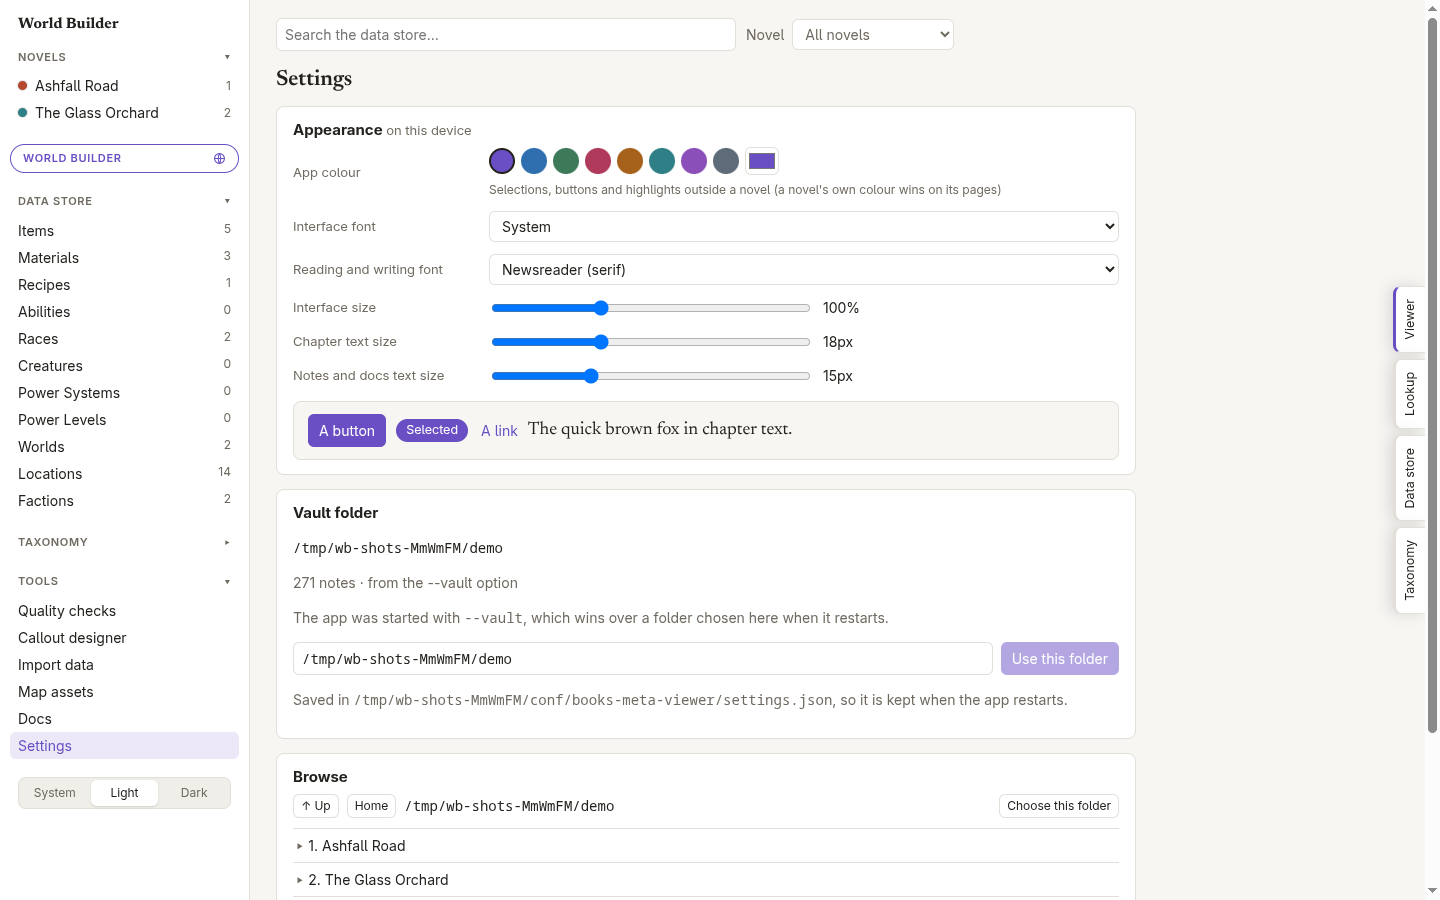 World Builder
NOVELS
Ashfall Road 1
The Glass Orchard 2
WORLD BUILDER
DATA STORE
Items 5
Materials 3
Recipes 1
Abilities 0
Races 2
Creatures 0
Power Systems 0
Power Levels 0
Worlds 2
Locations 14
Factions 2
TAXONOMY
TOOLS
Quality checks
Callout designer
Import data
Map assets
Docs
Settings
System Light Dark
Search the data store... Novel All novels
Settings
Appearance on this device
App colour
Selections, buttons and highlights outside a novel (a novel's own colour wins on its pages)
Interface font System
Reading and writing font Newsreader (serif)
Interface size 100%
Chapter text size 18px
Notes and docs text size 15px
A button Selected A link The quick brown fox in chapter text.
Vault folder
/tmp/wb-shots-MmWmFM/demo
271 notes · from the --vault option
The app was started with --vault, which wins over a folder chosen here when it restarts.
/tmp/wb-shots-MmWmFM/demo Use this folder
Saved in /tmp/wb-shots-MmWmFM/conf/books-meta-viewer/settings.json, so it is kept when the app restarts.
Browse
↑ Up Home /tmp/wb-shots-MmWmFM/demo Choose this folder
1. Ashfall Road
2. The Glass Orchard
Viewer
Lookup
Data store
Taxonomy